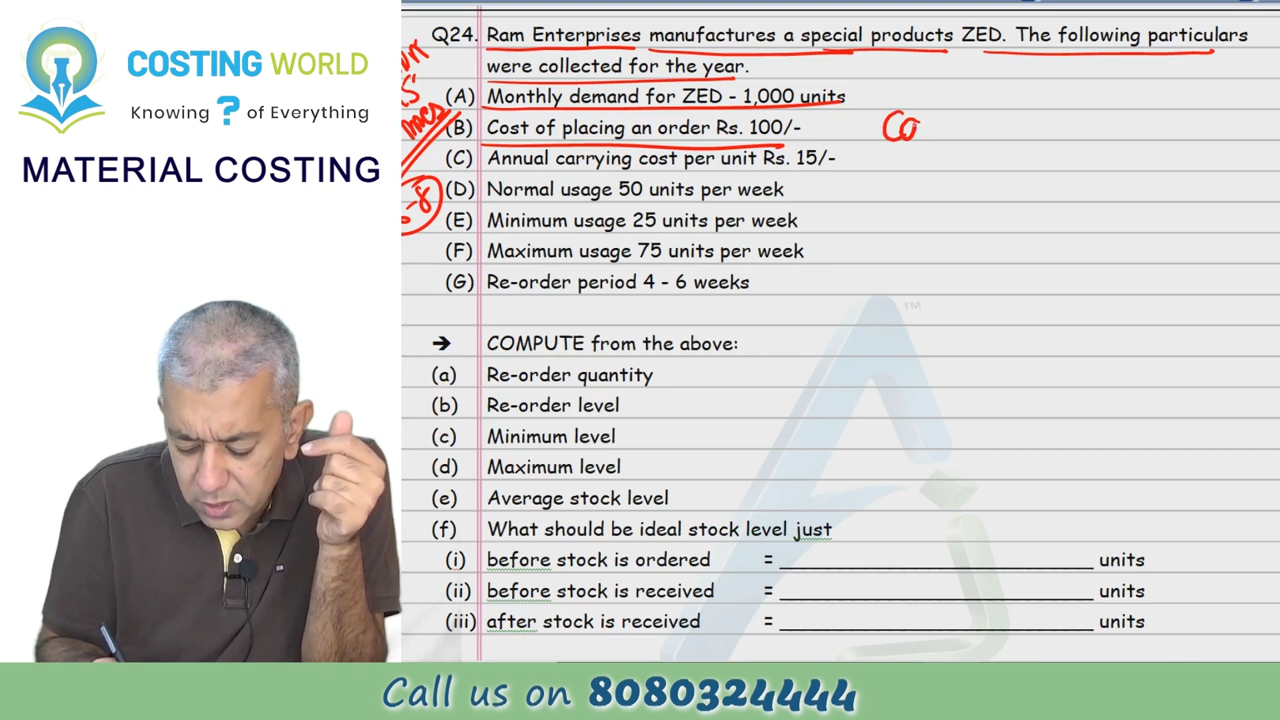 COSTING WORLD
Knowing ? of Everything
MATERIAL COSTING
Q24. Ram Enterprises manufactures a special products ZED. The following particulars
were collected for the year.
(A) Monthly demand for ZED - 1,000 units
(B) Cost of placing an order Rs. 100/-
(C) Annual carrying cost per unit Rs. 15/-
(D) Normal usage 50 units per week
(E) Minimum usage 25 units per week
(F) Maximum usage 75 units per week
(G) Re-order period 4 - 6 weeks
➔ COMPUTE from the above:
(a) Re-order quantity
(b) Re-order level
(c) Minimum level
(d) Maximum level
(e) Average stock level
(f) What should be ideal stock level just
(i) before stock is ordered = ____________________ units
(ii) before stock is received = ____________________ units
(iii) after stock is received = ____________________ units
TM
Call us on 8080324444